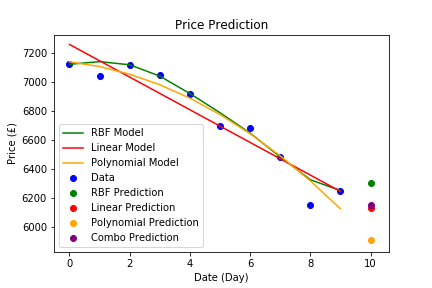 Price Prediction
7200
7000
6800
6600
6400
6200
6000
Price (£)
RBF Model
Linear Model
Polynomial Model
Data
RBF Prediction
Linear Prediction
Polynomial Prediction
Combo Prediction
0 2 4 6 8 10
Date (Day)